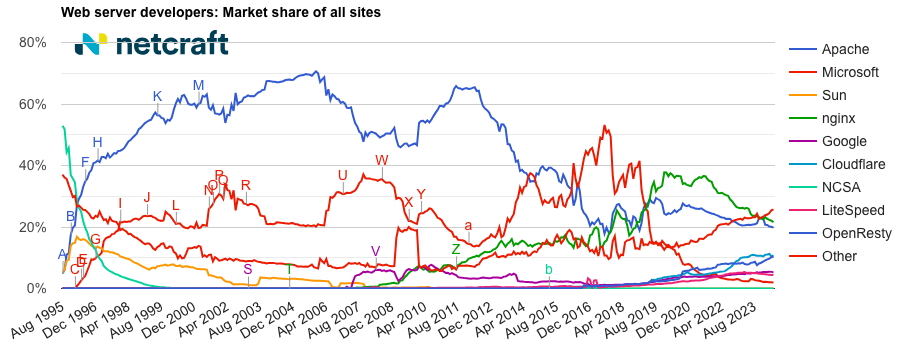 Web server developers: Market share of all sites
netcraft
80%
60%
40%
20%
0%
A
B
C
E
F
G
H
I
J
K
L
M
N
P
Q
R
S
T
U
V
W
X
Y
Z
a
b
Aug 1995
Dec 1996
Apr 1998
Aug 1999
Dec 2000
Apr 2002
Aug 2003
Dec 2004
Apr 2006
Aug 2007
Dec 2008
Apr 2010
Aug 2011
Dec 2012
Apr 2014
Aug 2015
Dec 2016
Apr 2018
Aug 2019
Dec 2020
Apr 2022
Aug 2023
Apache
Microsoft
Sun
nginx
Google
Cloudflare
NCSA
LiteSpeed
OpenResty
Other